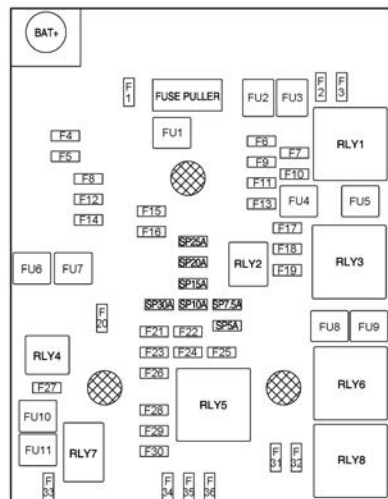 BAT+
F1
FUSE PULLER
FU2
FU3
F2
F3
FU1
F4
F5
F6
F7
RLY1
F8
F9
F10
F11
F12
F13
FU4
FU5
F14
F15
F16
F17
F18
F19
SP25A
SP20A
SP15A
RLY2
RLY3
FU6
FU7
SP30A
SP10A
SP7.5A
SP5A
F20
F21
F22
FU8
FU9
RLY4
F23
F24
F25
F26
F27
RLY5
RLY6
FU10
FU11
RLY7
F28
F29
F30
F31
F32
RLY8
F33
F34
F35
F36